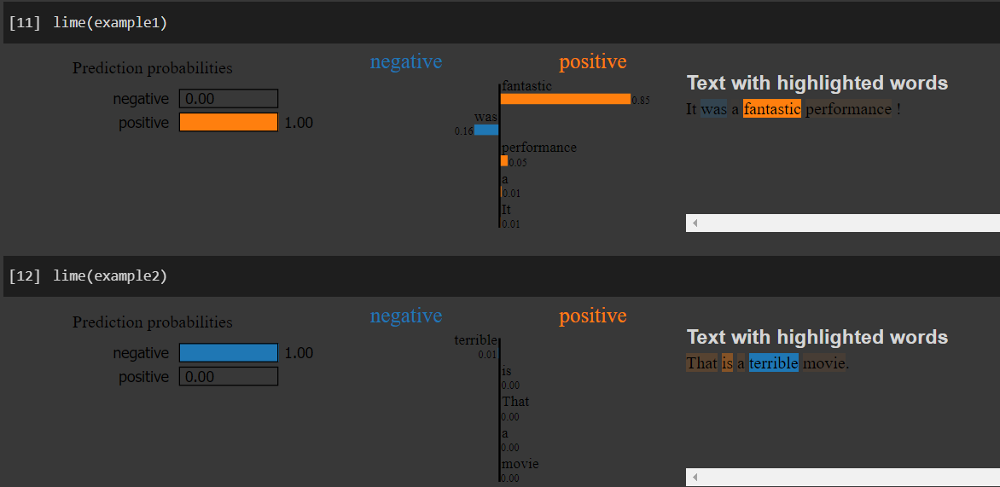 [11] lime(example1)
Prediction probabilities
negative 0.00
positive 1.00
negative positive
fantastic
0.85
was
0.16
performance
0.05
a
0.01
It
0.01
Text with highlighted words
It was a fantastic performance !
[12] lime(example2)
Prediction probabilities
negative 1.00
positive 0.00
negative positive
terrible
0.01
is
0.00
That
0.00
a
0.00
movie
0.00
Text with highlighted words
That is a terrible movie.